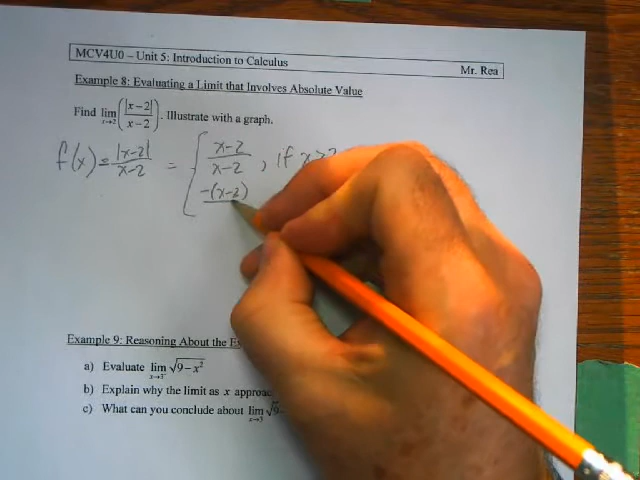 MCV4U0 – Unit 5: Introduction to Calculus
Mr. Rea
Example 8: Evaluating a Limit that Involves Absolute Value
Find lim x→2 (|x−2| / x−2). Illustrate with a graph.
f(x) = |x-2| / x-2 = { x-2 / x-2 , if x
-(x-2)
Example 9: Reasoning About the
a) Evaluate lim x→3⁻ √9−x²
b) Explain why the limit as x
c) What can you conclude about lim x→3